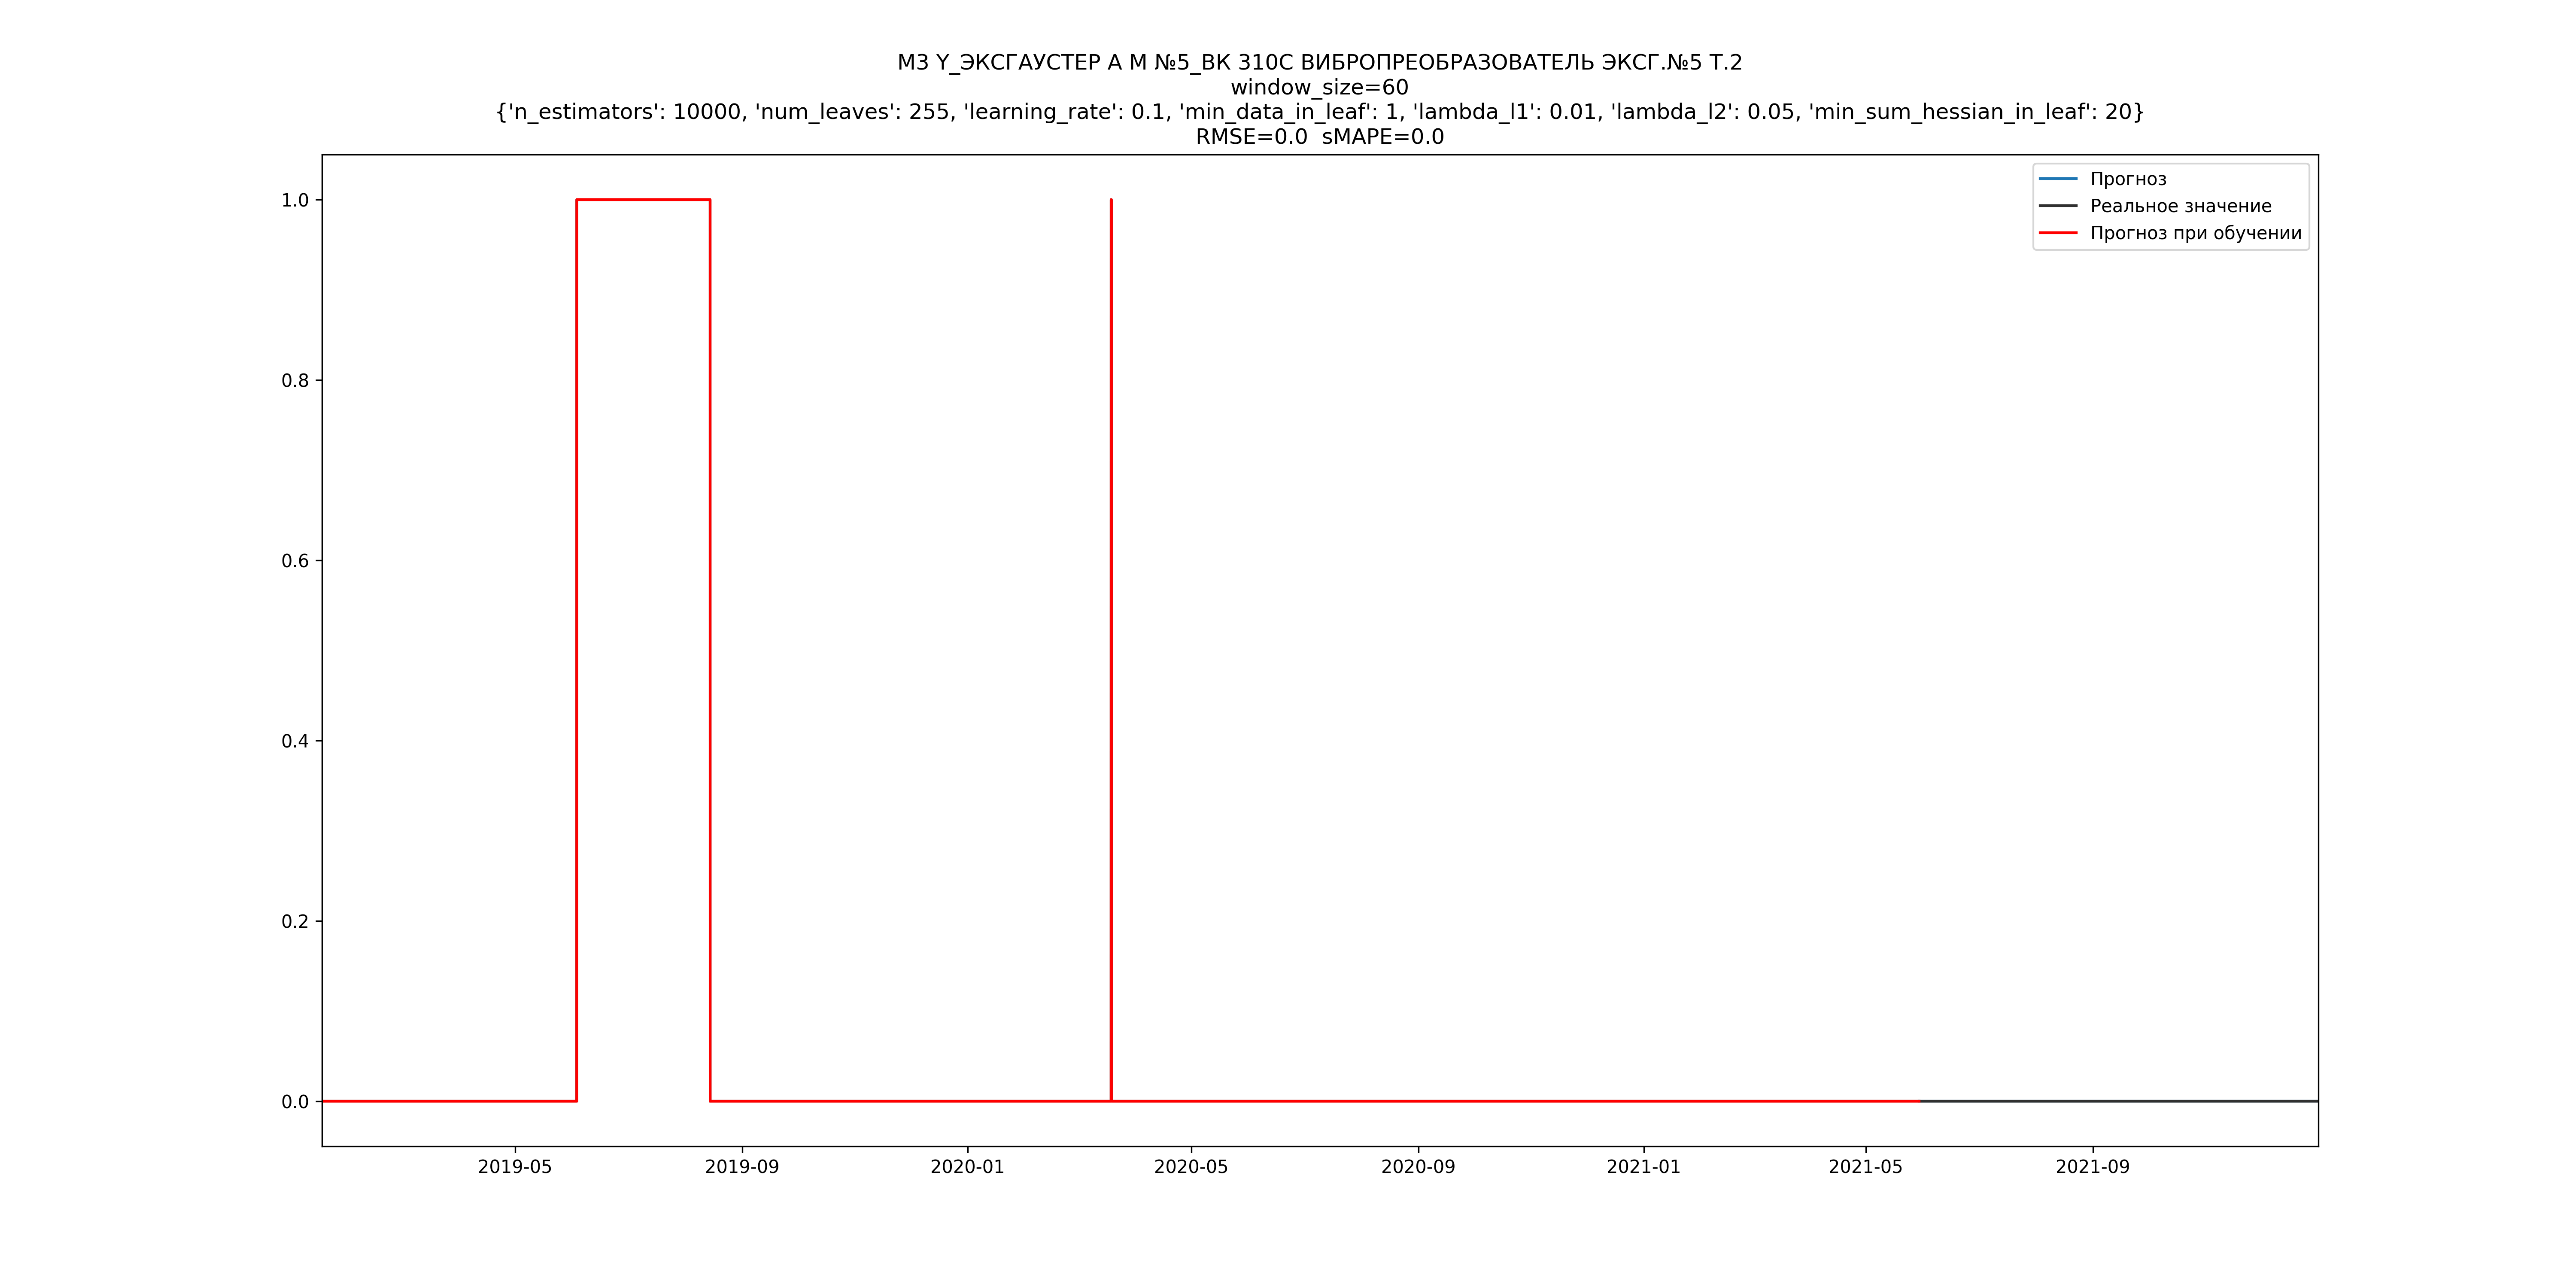 М3 Y_ЭКСГАУСТЕР А М №5_ВК 310С ВИБРОПРЕОБРАЗОВАТЕЛЬ ЭКСГ.№5 Т.2
window_size=60
{'n_estimators': 10000, 'num_leaves': 255, 'learning_rate': 0.1, 'min_data_in_leaf': 1, 'lambda_l1': 0.01, 'lambda_l2': 0.05, 'min_sum_hessian_in_leaf': 20}
RMSE=0.0  sMAPE=0.0
Прогноз
Реальное значение
Прогноз при обучении
1.0
0.8
0.6
0.4
0.2
0.0
2019-05
2019-09
2020-01
2020-05
2020-09
2021-01
2021-05
2021-09